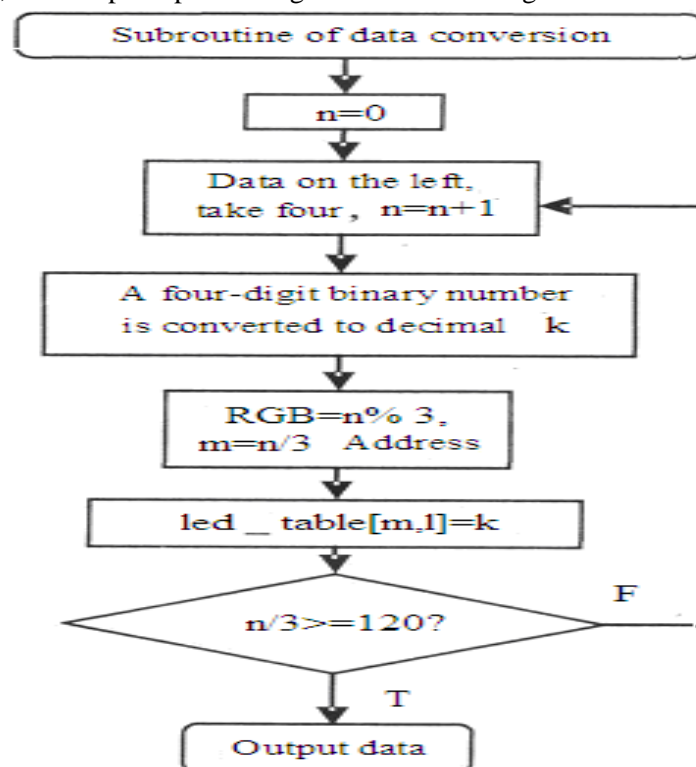 Subroutine of data conversion
n=0
Data on the left,
take four, n=n+1
A four-digit binary number
is converted to decimal k
RGB=n% 3,
m=n/3 Address
led _ table[m,l]=k
n/3>=120?
F
T
Output data